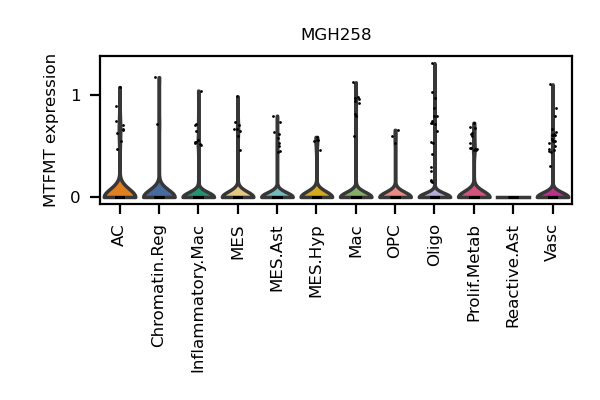 MGH258
MTFMT expression
1
0
AC
Chromatin.Reg
Inflammatory.Mac
MES
MES.Ast
MES.Hyp
Mac
OPC
Oligo
Prolif.Metab
Reactive.Ast
Vasc